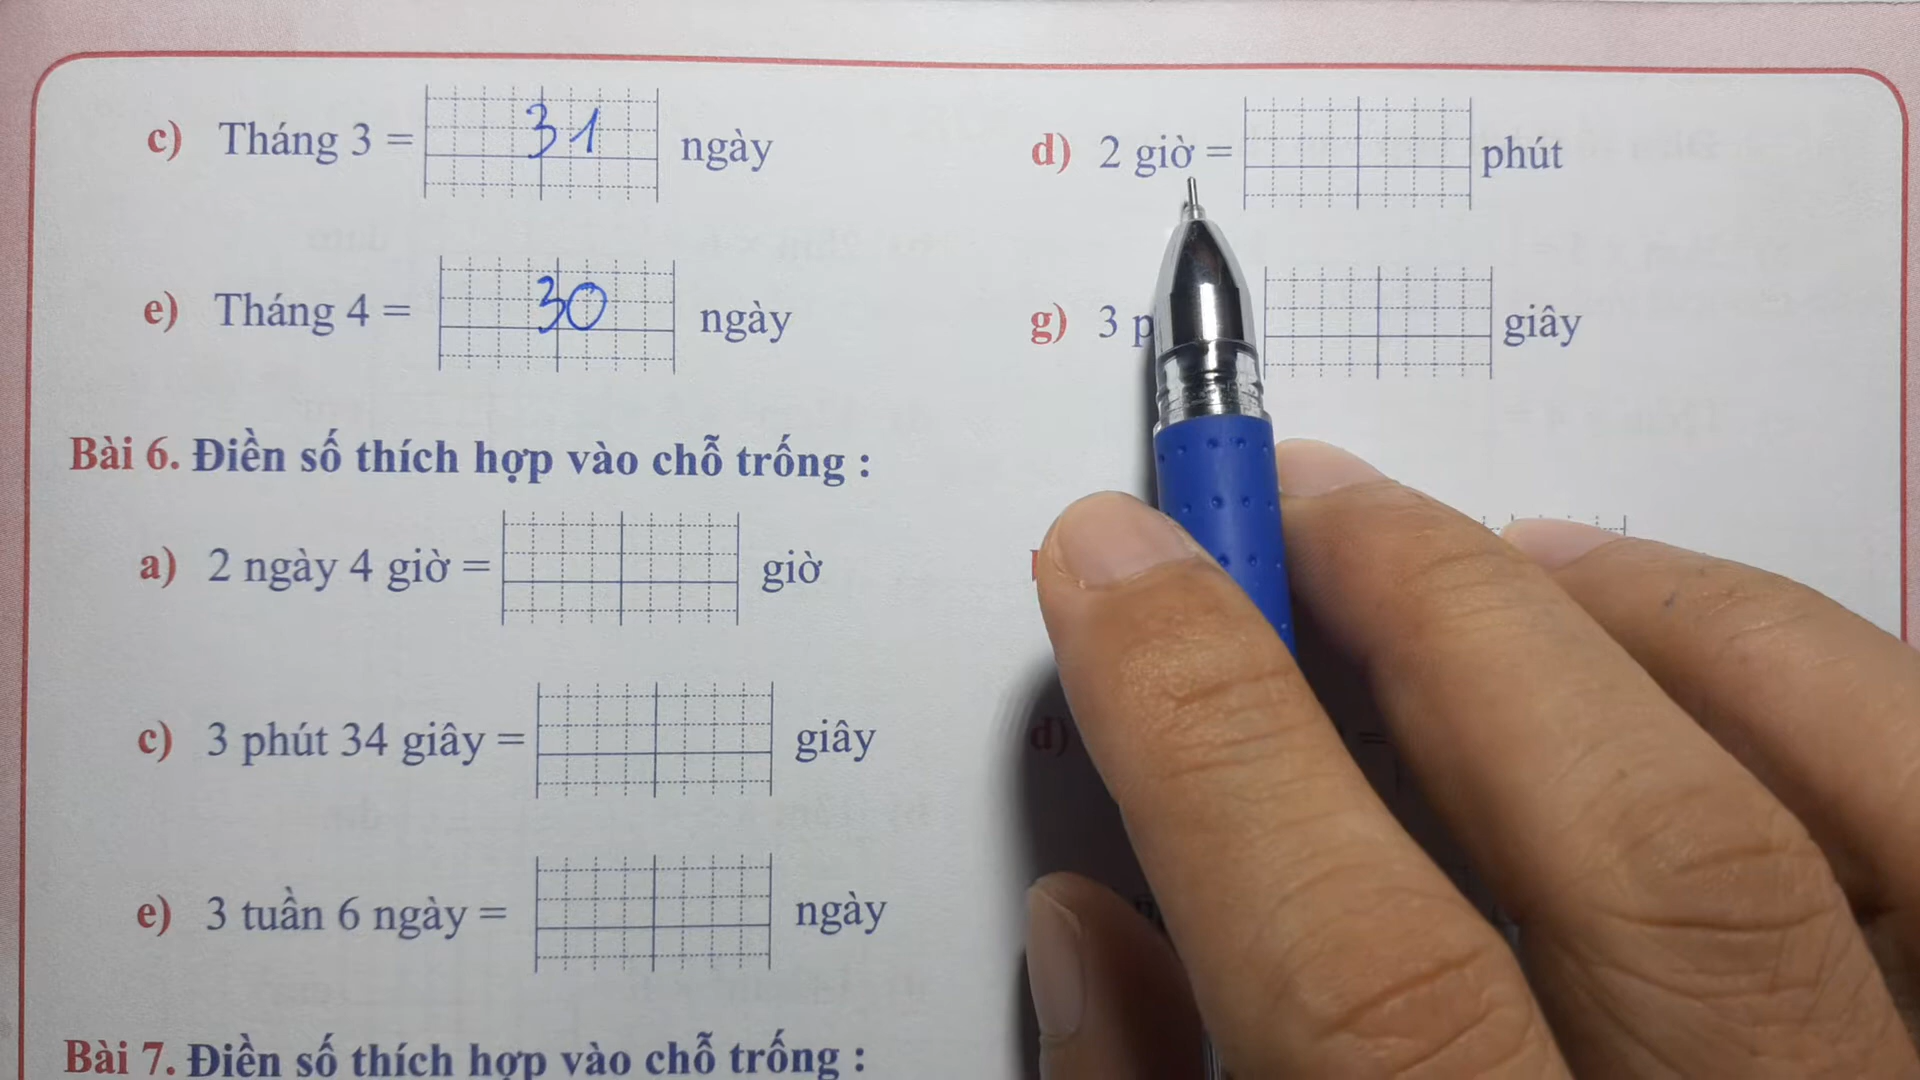 c) Tháng 3 = 31 ngày
d) 2 giờ = phút
e) Tháng 4 = 30 ngày
g) 3 giây
Bài 6. Điền số thích hợp vào chỗ trống :
a) 2 ngày 4 giờ = giờ
c) 3 phút 34 giây = giây
d) =
e) 3 tuần 6 ngày = ngày
Bài 7. Điền số thích hợp vào chỗ trống :